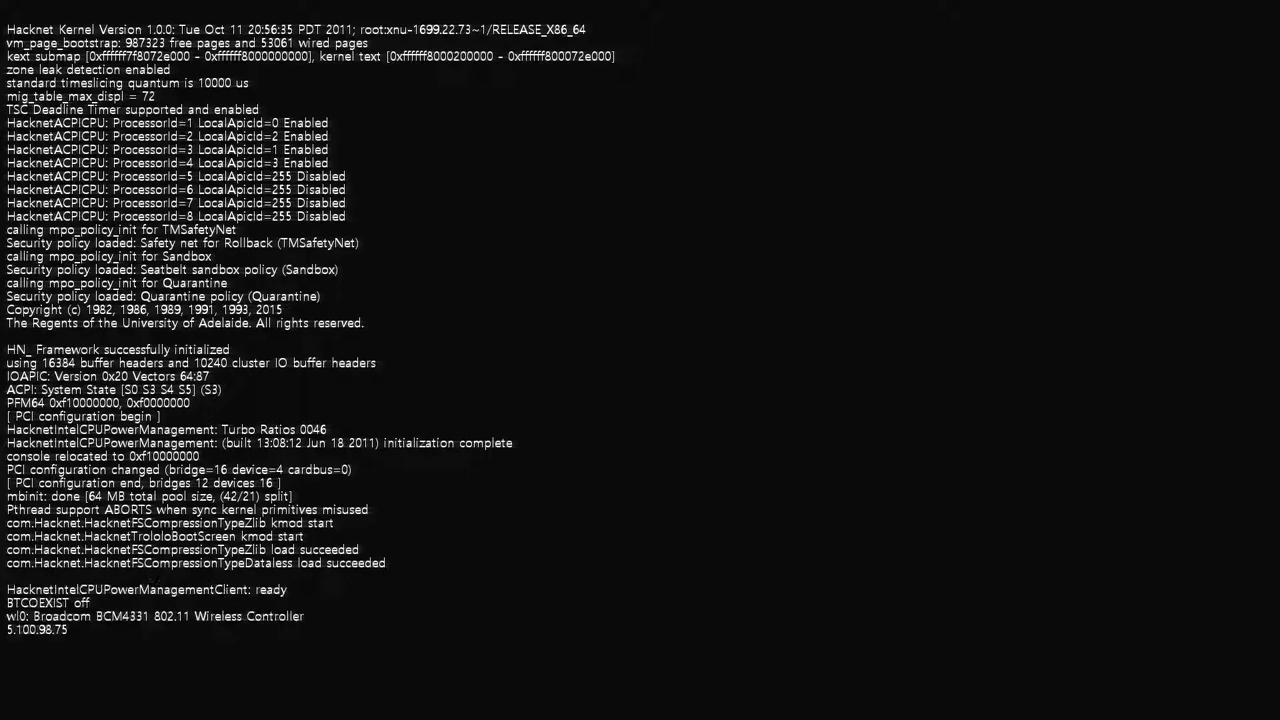 Hacknet Kernel Version 1.0.0: Tue Oct 11 20:56:35 PDT 2011; root:xnu-1699.22.73~1/RELEASE_X86_64
vm_page_bootstrap: 987323 free pages and 53061 wired pages
kext submap [0xffffff7f8072e000 - 0xffffff8000000000], kernel text [0xffffff8000200000 - 0xffffff800072e000]
zone leak detection enabled
standard timeslicing quantum is 10000 us
mig_table_max_displ = 72
TSC Deadline Timer supported and enabled
HacknetACPICPU: ProcessorId=1 LocalApicId=0 Enabled
HacknetACPICPU: ProcessorId=2 LocalApicId=2 Enabled
HacknetACPICPU: ProcessorId=3 LocalApicId=1 Enabled
HacknetACPICPU: ProcessorId=4 LocalApicId=3 Enabled
HacknetACPICPU: ProcessorId=5 LocalApicId=255 Disabled
HacknetACPICPU: ProcessorId=6 LocalApicId=255 Disabled
HacknetACPICPU: ProcessorId=7 LocalApicId=255 Disabled
HacknetACPICPU: ProcessorId=8 LocalApicId=255 Disabled
calling mpo_policy_init for TMSafetyNet
Security policy loaded: Safety net for Rollback (TMSafetyNet)
calling mpo_policy_init for Sandbox
Security policy loaded: Seatbelt sandbox policy (Sandbox)
calling mpo_policy_init for Quarantine
Security policy loaded: Quarantine policy (Quarantine)
Copyright (c) 1982, 1986, 1989, 1991, 1993, 2015
The Regents of the University of Adelaide. All rights reserved.
HN_ Framework successfully initialized
using 16384 buffer headers and 10240 cluster IO buffer headers
IOAPIC: Version 0x20 Vectors 64:87
ACPI: System State [S0 S3 S4 S5] (S3)
PFM64 0xf10000000, 0xf0000000
[ PCI configuration begin ]
HacknetIntelCPUPowerManagement: Turbo Ratios 0046
HacknetIntelCPUPowerManagement: (built 13:08:12 Jun 18 2011) initialization complete
console relocated to 0xf10000000
PCI configuration changed (bridge=16 device=4 cardbus=0)
[ PCI configuration end, bridges 12 devices 16 ]
mbinit: done [64 MB total pool size, (42/21) split]
Pthread support ABORTS when sync kernel primitives misused
com.Hacknet.HacknetFSCompressionTypeZlib kmod start
com.Hacknet.HacknetTrololoBootScreen kmod start
com.Hacknet.HacknetFSCompressionTypeZlib load succeeded
com.Hacknet.HacknetFSCompressionTypeDataless load succeeded
HacknetIntelCPUPowerManagementClient: ready
BTCOEXIST off
wl0: Broadcom BCM4331 802.11 Wireless Controller
5.100.98.75